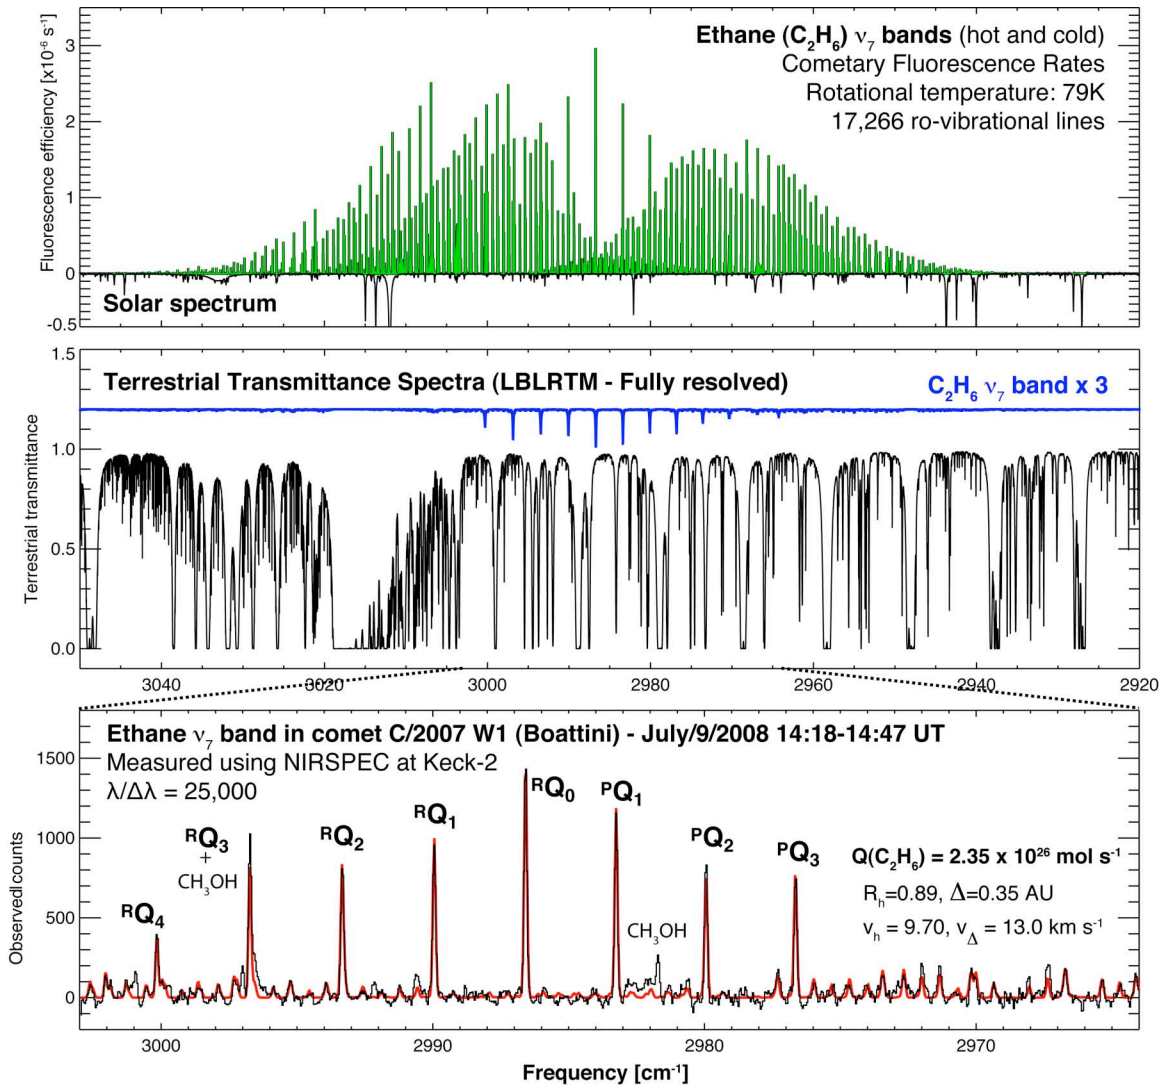 Ethane (C₂H₆) ν₇ bands (hot and cold)
Cometary Fluorescence Rates
Rotational temperature: 79K
17,266 ro-vibrational lines
Fluorescence efficiency [x10⁻⁶ s⁻¹]
3
2
1
0
-0.5
Solar spectrum
Terrestrial Transmittance Spectra (LBLRTM - Fully resolved)
C₂H₆ ν₇ band x 3
Terrestrial transmittance
1.5
1.0
0.5
0.0
3040 3020 3000 2980 2960 2940 2920
Ethane ν₇ band in comet C/2007 W1 (Boattini) - July/9/2008 14:18-14:47 UT
Measured using NIRSPEC at Keck-2
λ/Δλ = 25,000
Observed counts
1500
1000
500
0
ᴿQ₄
ᴿQ₃
+
CH₃OH
ᴿQ₂
ᴿQ₁
ᴿQ₀
ᴾQ₁
CH₃OH
ᴾQ₂
ᴾQ₃
Q(C₂H₆) = 2.35 x 10²⁶ mol s⁻¹
Rₕ=0.89, Δ=0.35 AU
vₕ = 9.70, v_Δ = 13.0 km s⁻¹
3000 2990 2980 2970
Frequency [cm⁻¹]